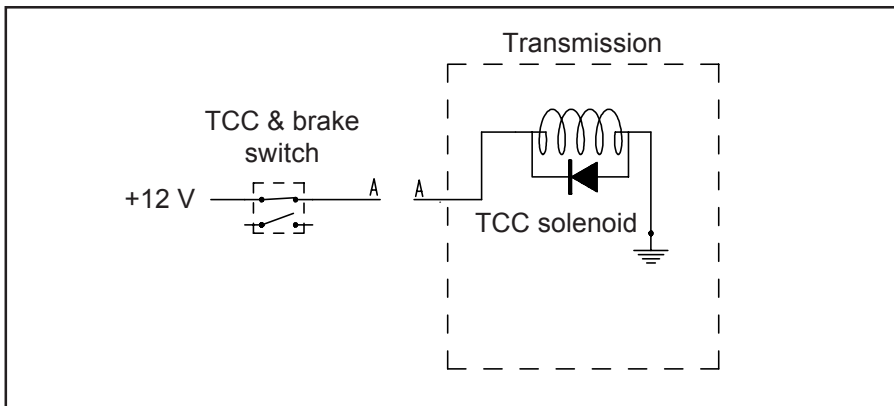 Transmission
TCC & brake
switch
+12 V
A
A
TCC solenoid